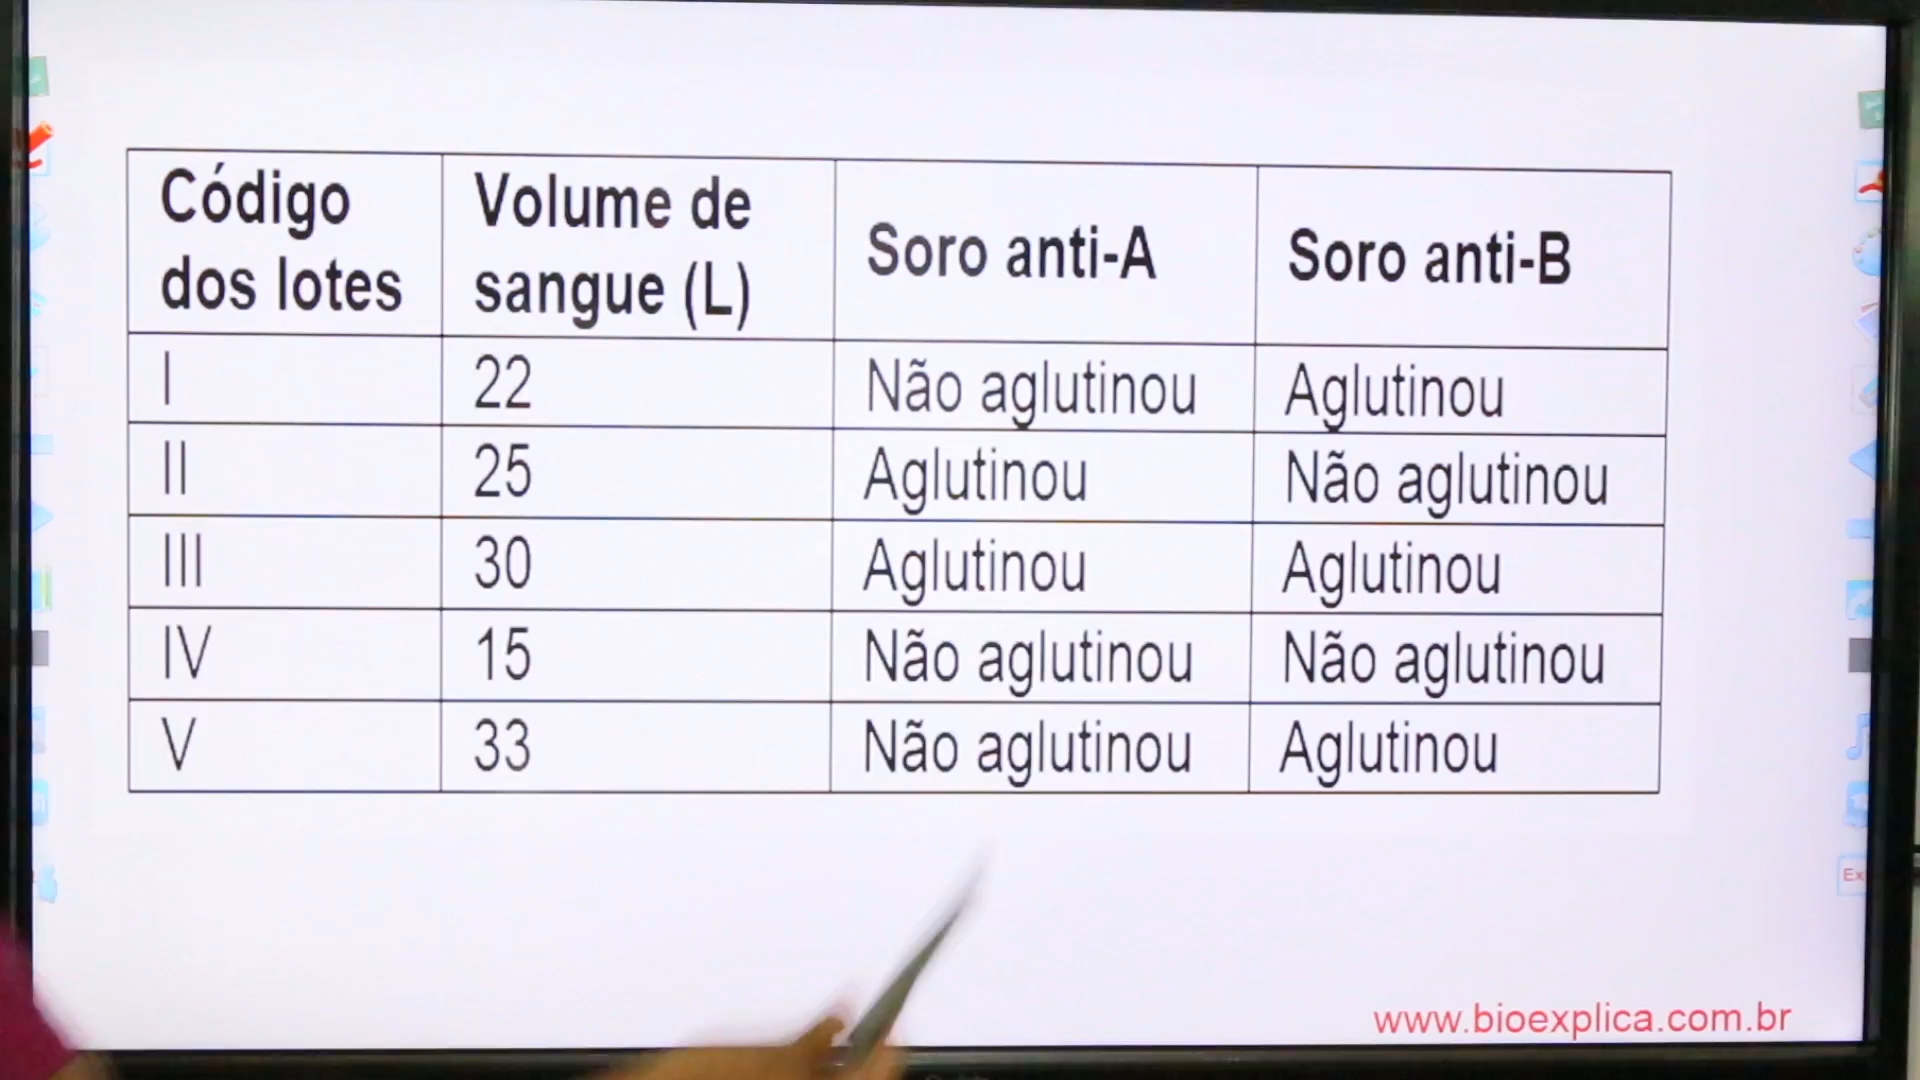 Código dos lotes
Volume de sangue (L)
Soro anti-A
Soro anti-B
I 22 Não aglutinou Aglutinou
II 25 Aglutinou Não aglutinou
III 30 Aglutinou Aglutinou
IV 15 Não aglutinou Não aglutinou
V 33 Não aglutinou Aglutinou
Ex
www.bioexplica.com.br